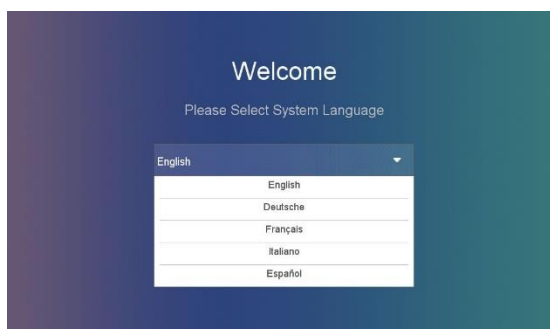 Welcome
Please Select System Language
English
English
Deutsche
Français
Italiano
Español